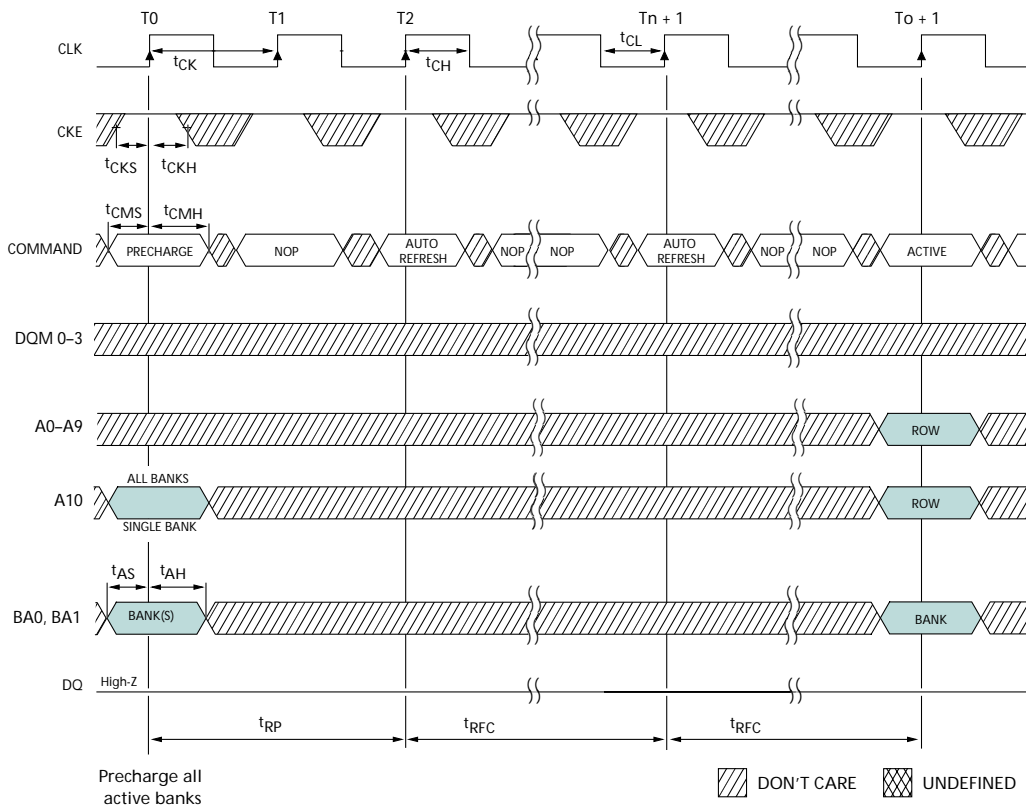 T0 T1 T2 Tn + 1 To + 1
CLK
tCK tCH tCL
CKE
tCKS tCKH
tCMS tCMH
COMMAND PRECHARGE NOP AUTO REFRESH NOP NOP AUTO REFRESH NOP NOP ACTIVE
DQM 0–3
A0–A9 ROW
ALL BANKS
A10 ROW
SINGLE BANK
tAS tAH
BA0, BA1 BANK(S) BANK
DQ High-Z
tRP tRFC tRFC
Precharge all
active banks
DON'T CARE UNDEFINED